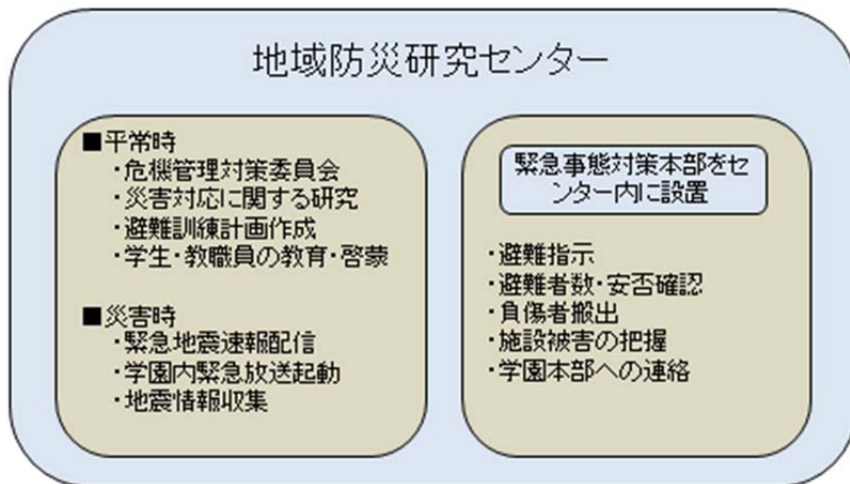 地域防災研究センター
■平常時
・危機管理対策委員会
・災害対応に関する研究
・避難訓練計画作成
・学生・教職員の教育・啓蒙
■災害時
・緊急地震速報配信
・学園内緊急放送起動
・地震情報収集
緊急事態対策本部をセ
ンター内に設置
・避難指示
・避難者数・安否確認
・負傷者搬出
・施設被害の把握
・学園本部への連絡